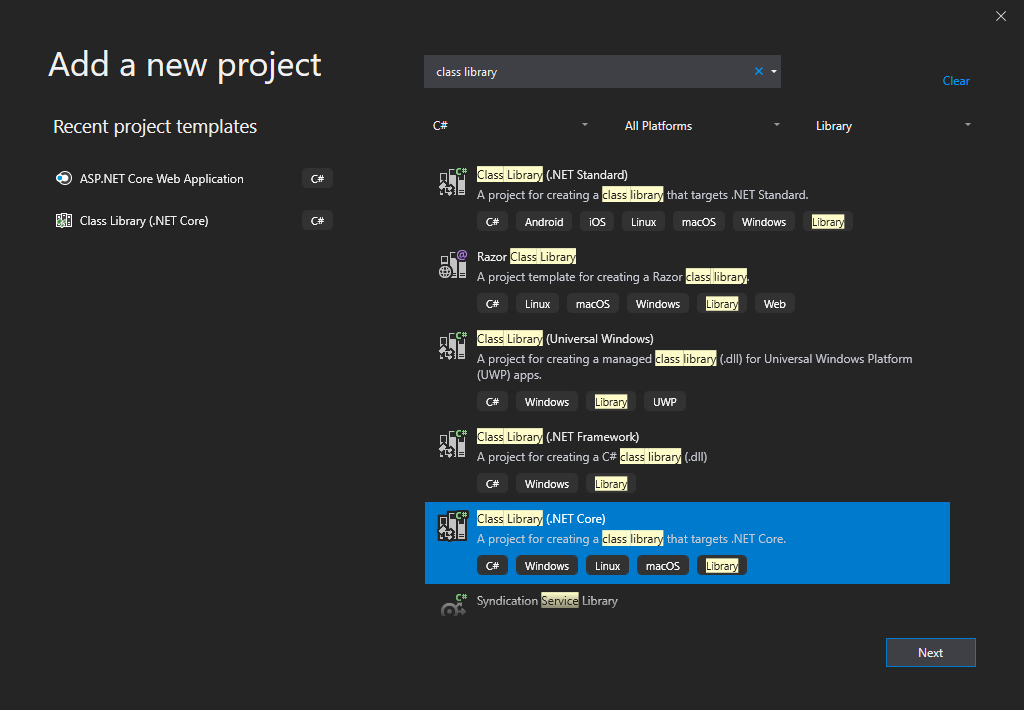 Add a new project
class library
Clear
Recent project templates
C#
All Platforms
Library
ASP.NET Core Web Application C#
Class Library (.NET Core) C#
Class Library (.NET Standard)
A project for creating a class library that targets .NET Standard.
C# Android iOS Linux macOS Windows Library
Razor Class Library
A project template for creating a Razor class library.
C# Linux macOS Windows Library Web
Class Library (Universal Windows)
A project for creating a managed class library (.dll) for Universal Windows Platform
(UWP) apps.
C# Windows Library UWP
Class Library (.NET Framework)
A project for creating a C# class library (.dll)
C# Windows Library
Class Library (.NET Core)
A project for creating a class library that targets .NET Core.
C# Windows Linux macOS Library
Syndication Service Library
Next